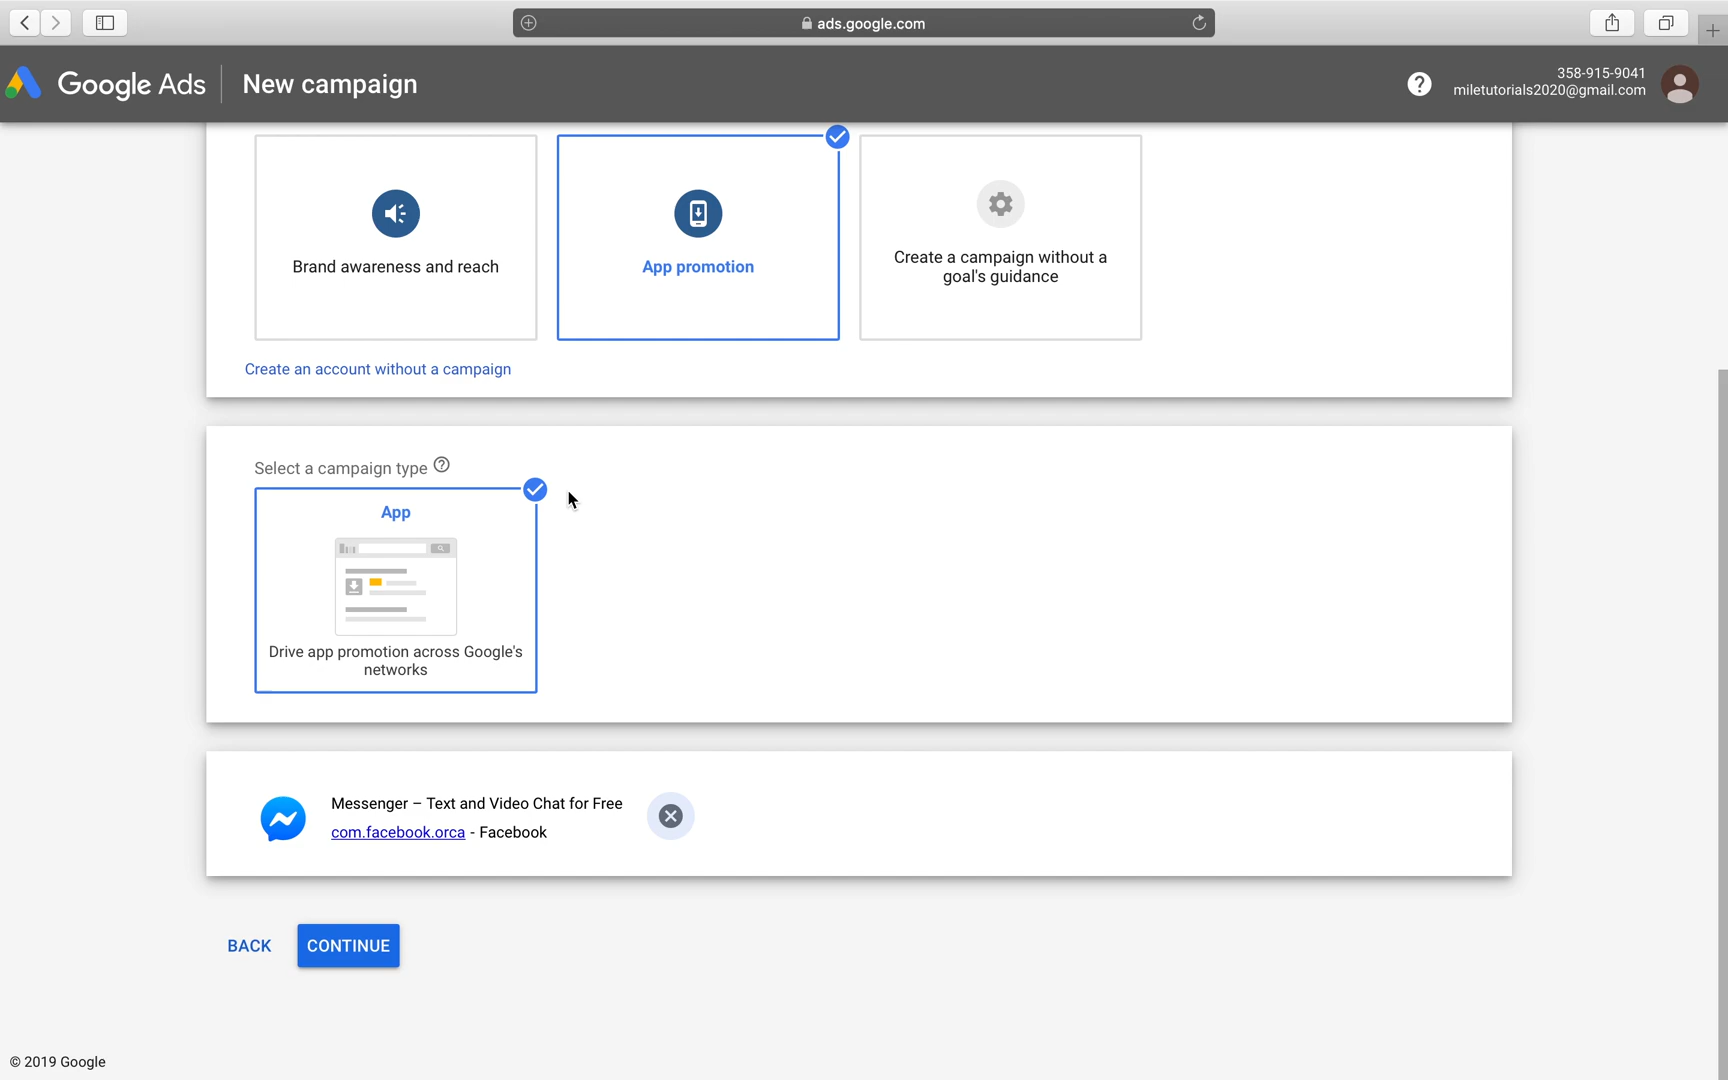 ads.google.com
Google Ads
New campaign
358-915-9041
miletutorials2020@gmail.com
Brand awareness and reach
App promotion
Create a campaign without a
goal's guidance
Create an account without a campaign
Select a campaign type
App
Drive app promotion across Google's
networks
Messenger – Text and Video Chat for Free
com.facebook.orca - Facebook
BACK
CONTINUE
© 2019 Google